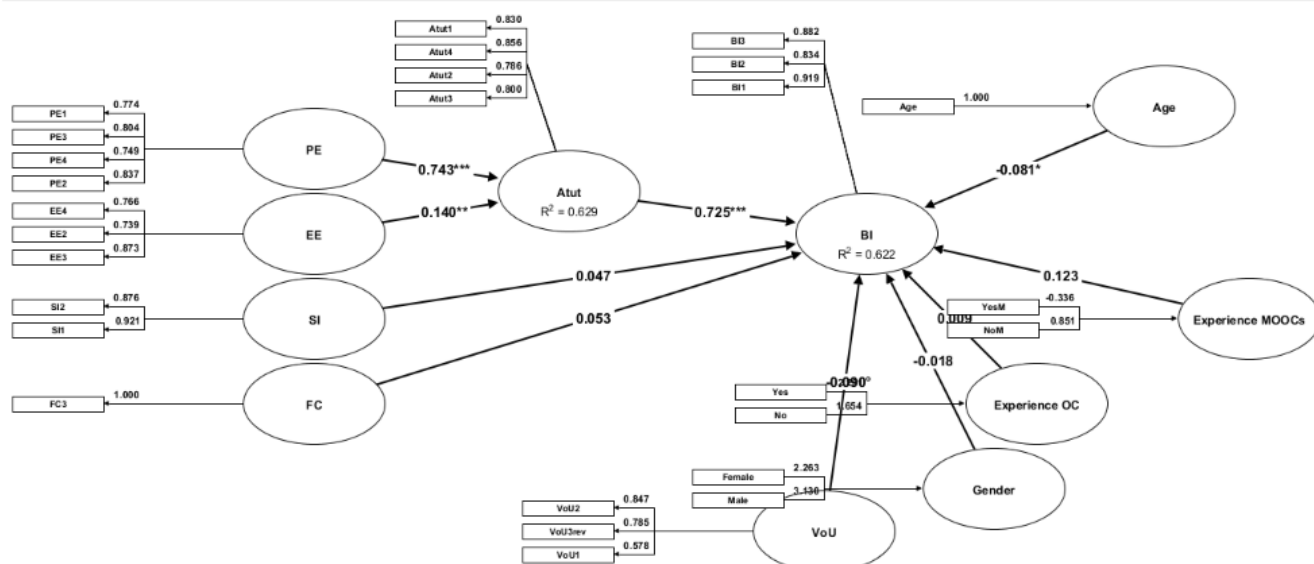 Atut1
0.830
Atut4
0.856
Atut2
0.786
Atut3
0.800
BI3
0.882
BI2
0.834
BI1
0.919
Age
1.000
Age
-0.081*
PE1
0.774
PE3
0.804
PE4
0.749
PE2
0.837
PE
0.743***
Atut
R² = 0.629
0.725***
EE4
0.766
EE2
0.739
EE3
0.873
EE
0.140**
BI
R² = 0.622
SI2
0.876
SI1
0.921
SI
0.047
0.123
YesM
-0.336
NoM
0.851
Experience MOOCs
0.009
FC3
1.000
FC
0.053
-0.018
-0.090°
Yes
No
1.654
Experience OC
Female
2.263
Male
3.130
Gender
VoU2
0.847
VoU3rev
0.785
VoU1
0.578
VoU